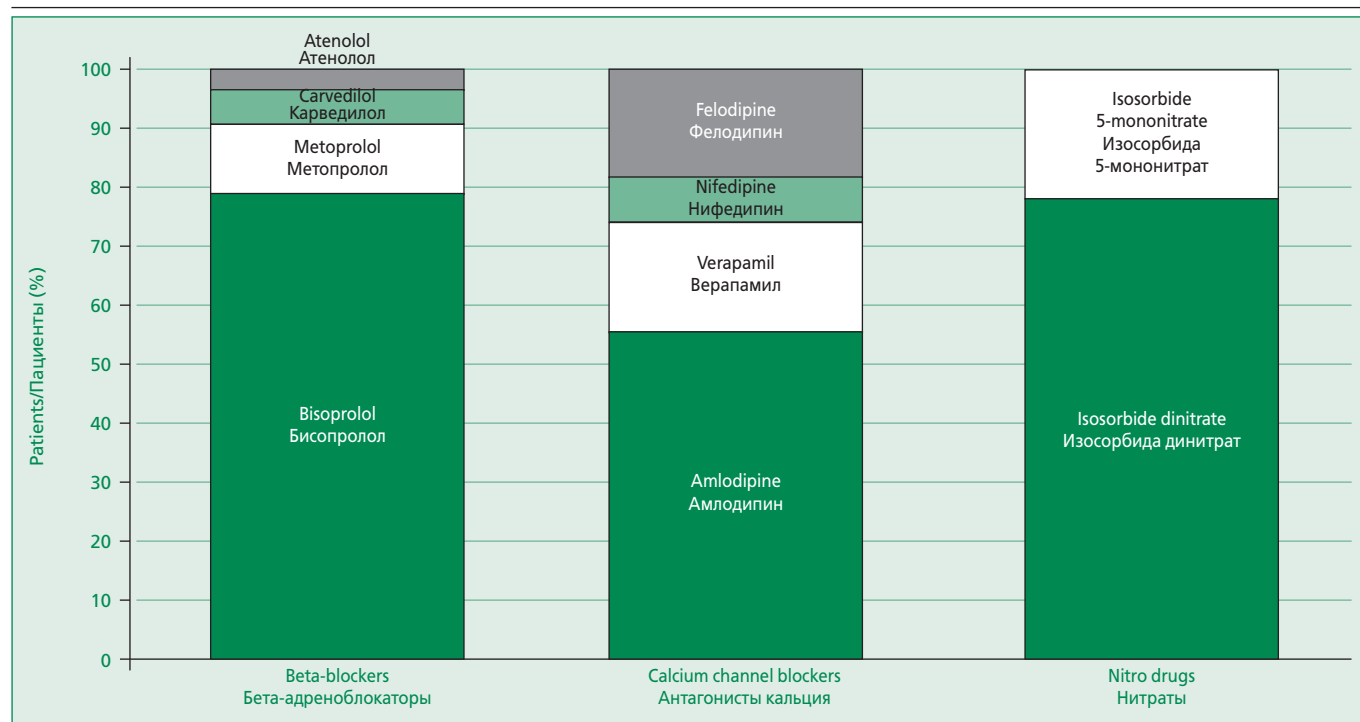 Patients/Пациенты (%)
100
90
80
70
60
50
40
30
20
10
0
Atenolol
Атенолол
Carvedilol
Карведилол
Metoprolol
Метопролол
Bisoprolol
Бисопролол
Felodipine
Фелодипин
Nifedipine
Нифедипин
Verapamil
Верапамил
Amlodipine
Амлодипин
Isosorbide
5-mononitrate
Изосорбида
5-мононитрат
Isosorbide dinitrate
Изосорбида динитрат
Beta-blockers
Бета-адреноблокаторы
Calcium channel blockers
Антагонисты кальция
Nitro drugs
Нитраты